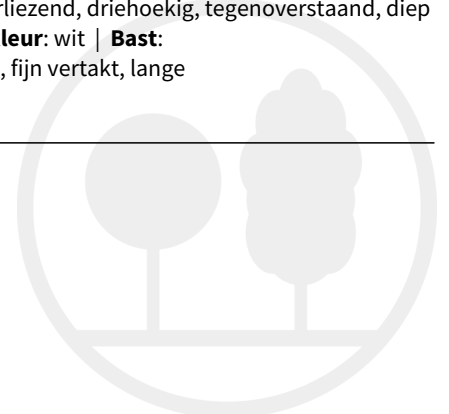 rliezend, driehoekig, tegenoverstaand, diep
leur: wit | Bast:
, fijn vertakt, lange